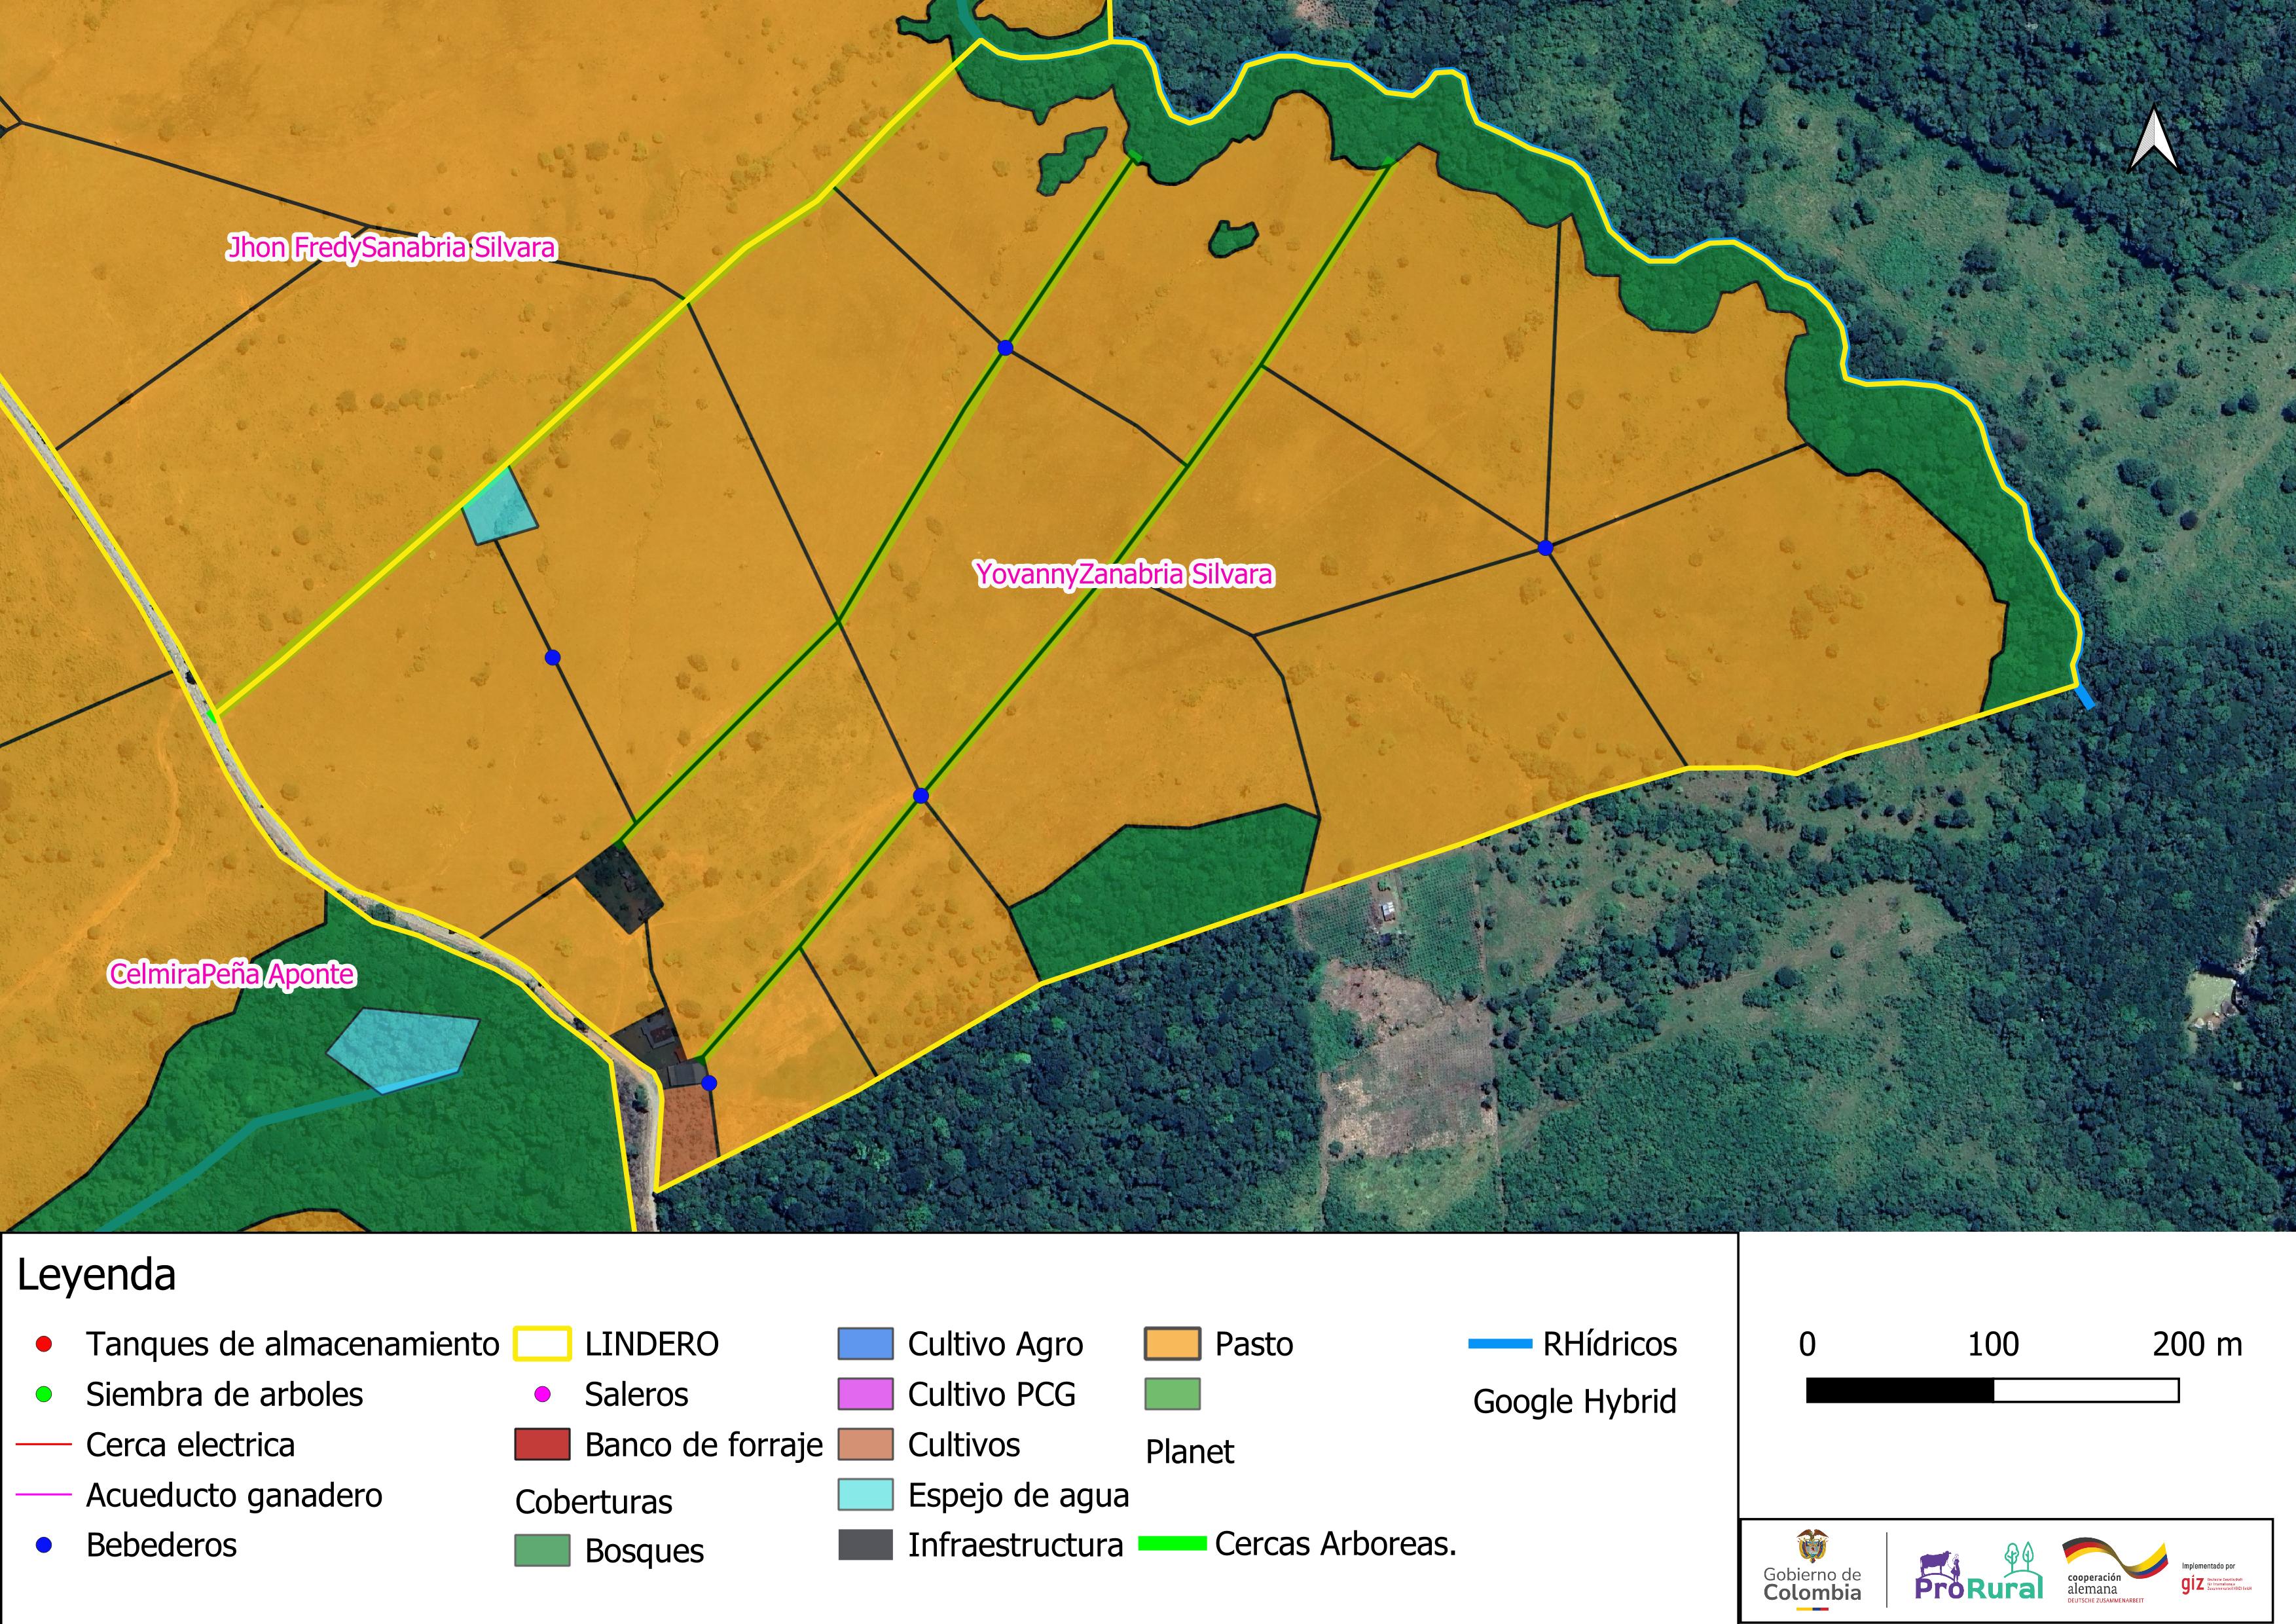 Jhon FredySanabria Silvara
YovannyZanabria Silvara
CelmiraPeña Aponte
Leyenda
Tanques de almacenamiento
Siembra de arboles
Cerca electrica
Acueducto ganadero
Bebederos
LINDERO
Saleros
Banco de forraje
Coberturas
Bosques
Cultivo Agro
Cultivo PCG
Cultivos
Espejo de agua
Infraestructura
Pasto
Planet
Cercas Arboreas.
RHídricos
Google Hybrid
0 100 200 m
Gobierno de
Colombia
ProRural
cooperación
alemana
DEUTSCHE ZUSAMMENARBEIT
Implementado por
giz